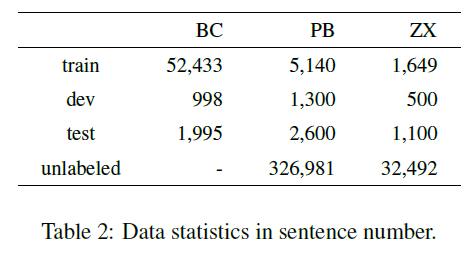 BC PB ZX
train 52,433 5,140 1,649
dev 998 1,300 500
test 1,995 2,600 1,100
unlabeled - 326,981 32,492
Table 2: Data statistics in sentence number.